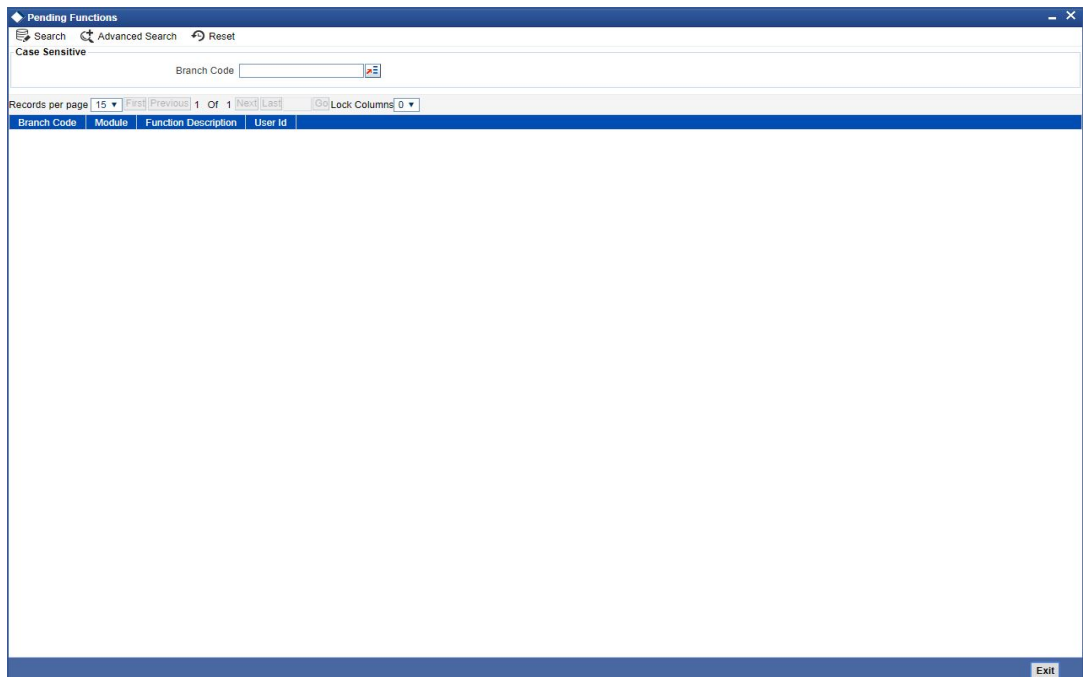 Pending Functions
Search Advanced Search Reset
Case Sensitive
Branch Code
Records per page 15 First Previous 1 Of 1 Next Last Go Lock Columns 0
Branch Code Module Function Description User Id
Exit